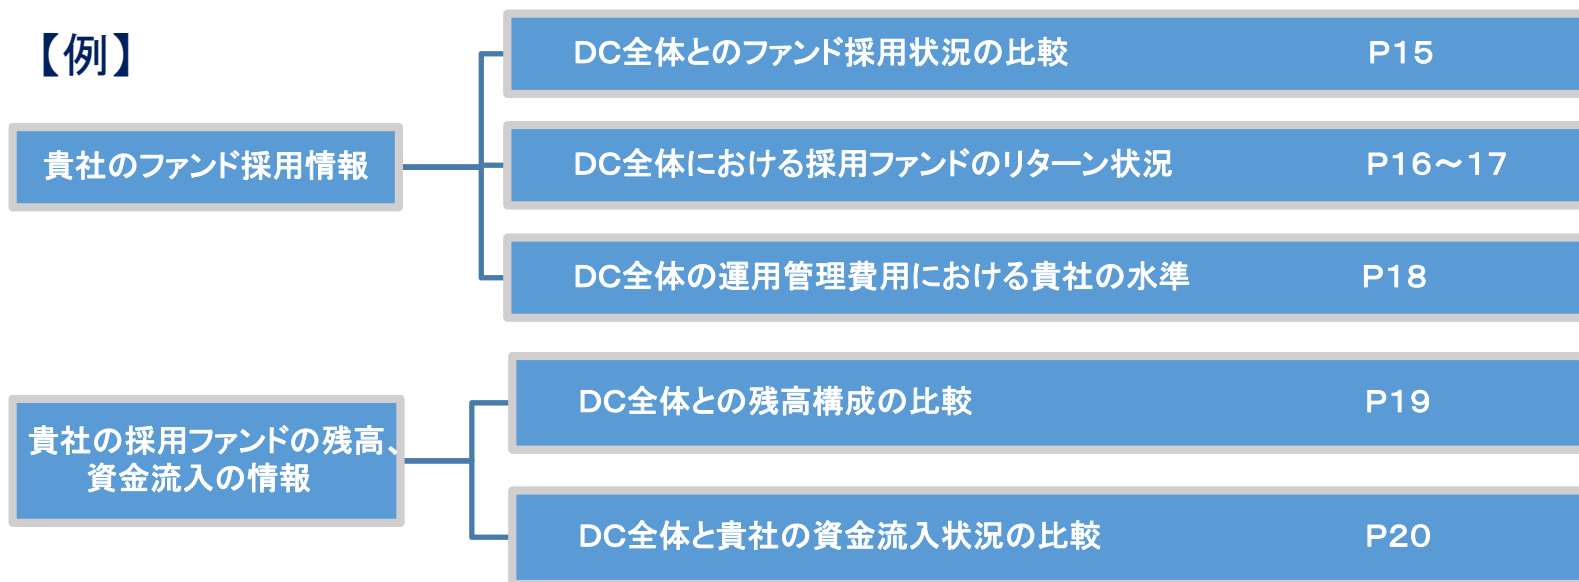 【例】
貴社のファンド採用情報
DC全体とのファンド採用状況の比較 P15
DC全体における採用ファンドのリターン状況 P16～17
DC全体の運用管理費用における貴社の水準 P18
貴社の採用ファンドの残高、
資金流入の情報
DC全体との残高構成の比較 P19
DC全体と貴社の資金流入状況の比較 P20